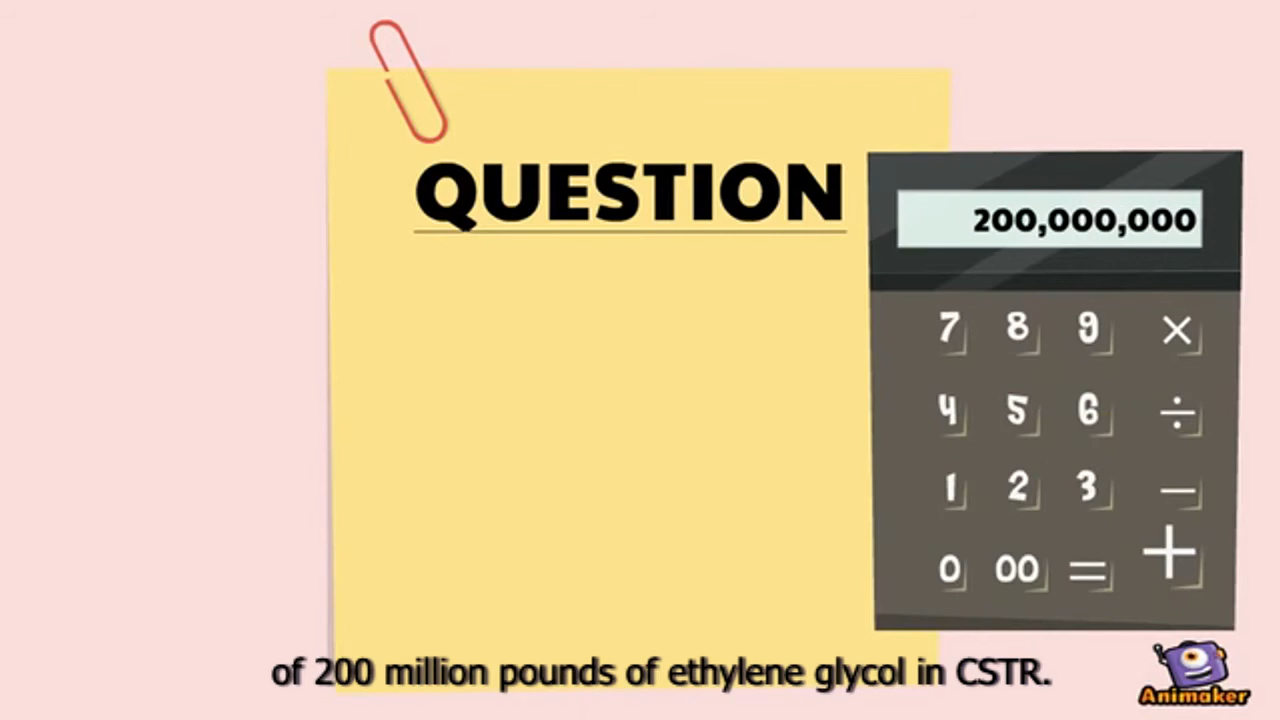 QUESTION
200,000,000
7 8 9 ×
4 5 6 ÷
1 2 3 −
0 00 = +
of 200 million pounds of ethylene glycol in CSTR.
Animaker